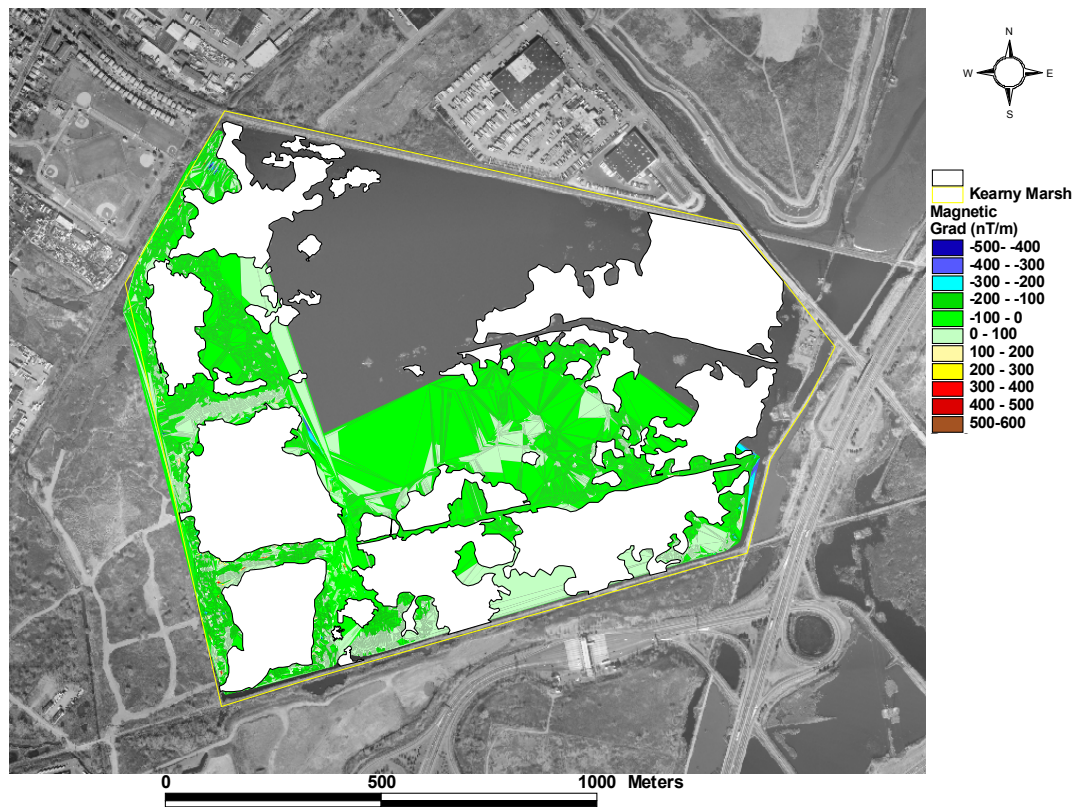 N
W E
S
Kearny Marsh
Magnetic
Grad (nT/m)
-500- -400
-400 - -300
-300 - -200
-200 - -100
-100 - 0
0 - 100
100 - 200
200 - 300
300 - 400
400 - 500
500-600
0 500 1000 Meters